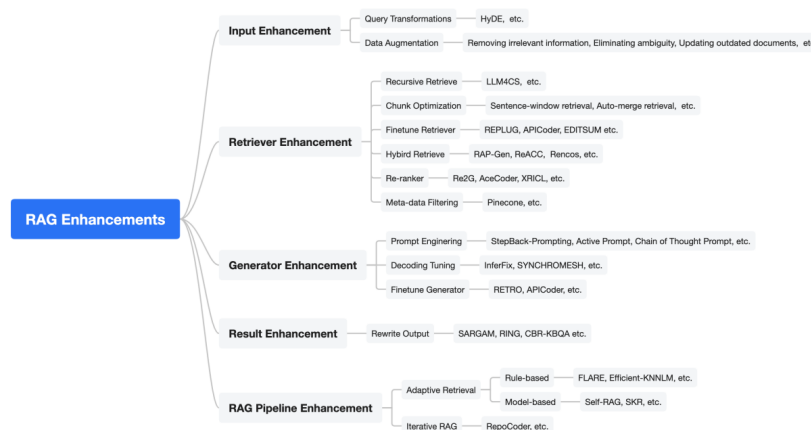 RAG Enhancements
Input Enhancement
Query Transformations
HyDE, etc.
Data Augmentation
Removing irrelevant information, Eliminating ambiguity, Updating outdated documents, etc
Retriever Enhancement
Recursive Retrieve
LLM4CS, etc.
Chunk Optimization
Sentence-window retrieval, Auto-merge retrieval, etc.
Finetune Retriever
REPLUG, APICoder, EDITSUM etc.
Hybird Retrieve
RAP-Gen, ReACC, Rencos, etc.
Re-ranker
Re2G, AceCoder, XRICL, etc.
Meta-data Filtering
Pinecone, etc.
Generator Enhancement
Prompt Enginering
StepBack-Prompting, Active Prompt, Chain of Thought Prompt, etc.
Decoding Tuning
InferFix, SYNCHROMESH, etc.
Finetune Generator
RETRO, APICoder, etc.
Result Enhancement
Rewrite Output
SARGAM, RING, CBR-KBQA etc.
RAG Pipeline Enhancement
Adaptive Retrieval
Rule-based
FLARE, Efficient-KNNLM, etc.
Model-based
Self-RAG, SKR, etc.
Iterative RAG
RepoCoder, etc.